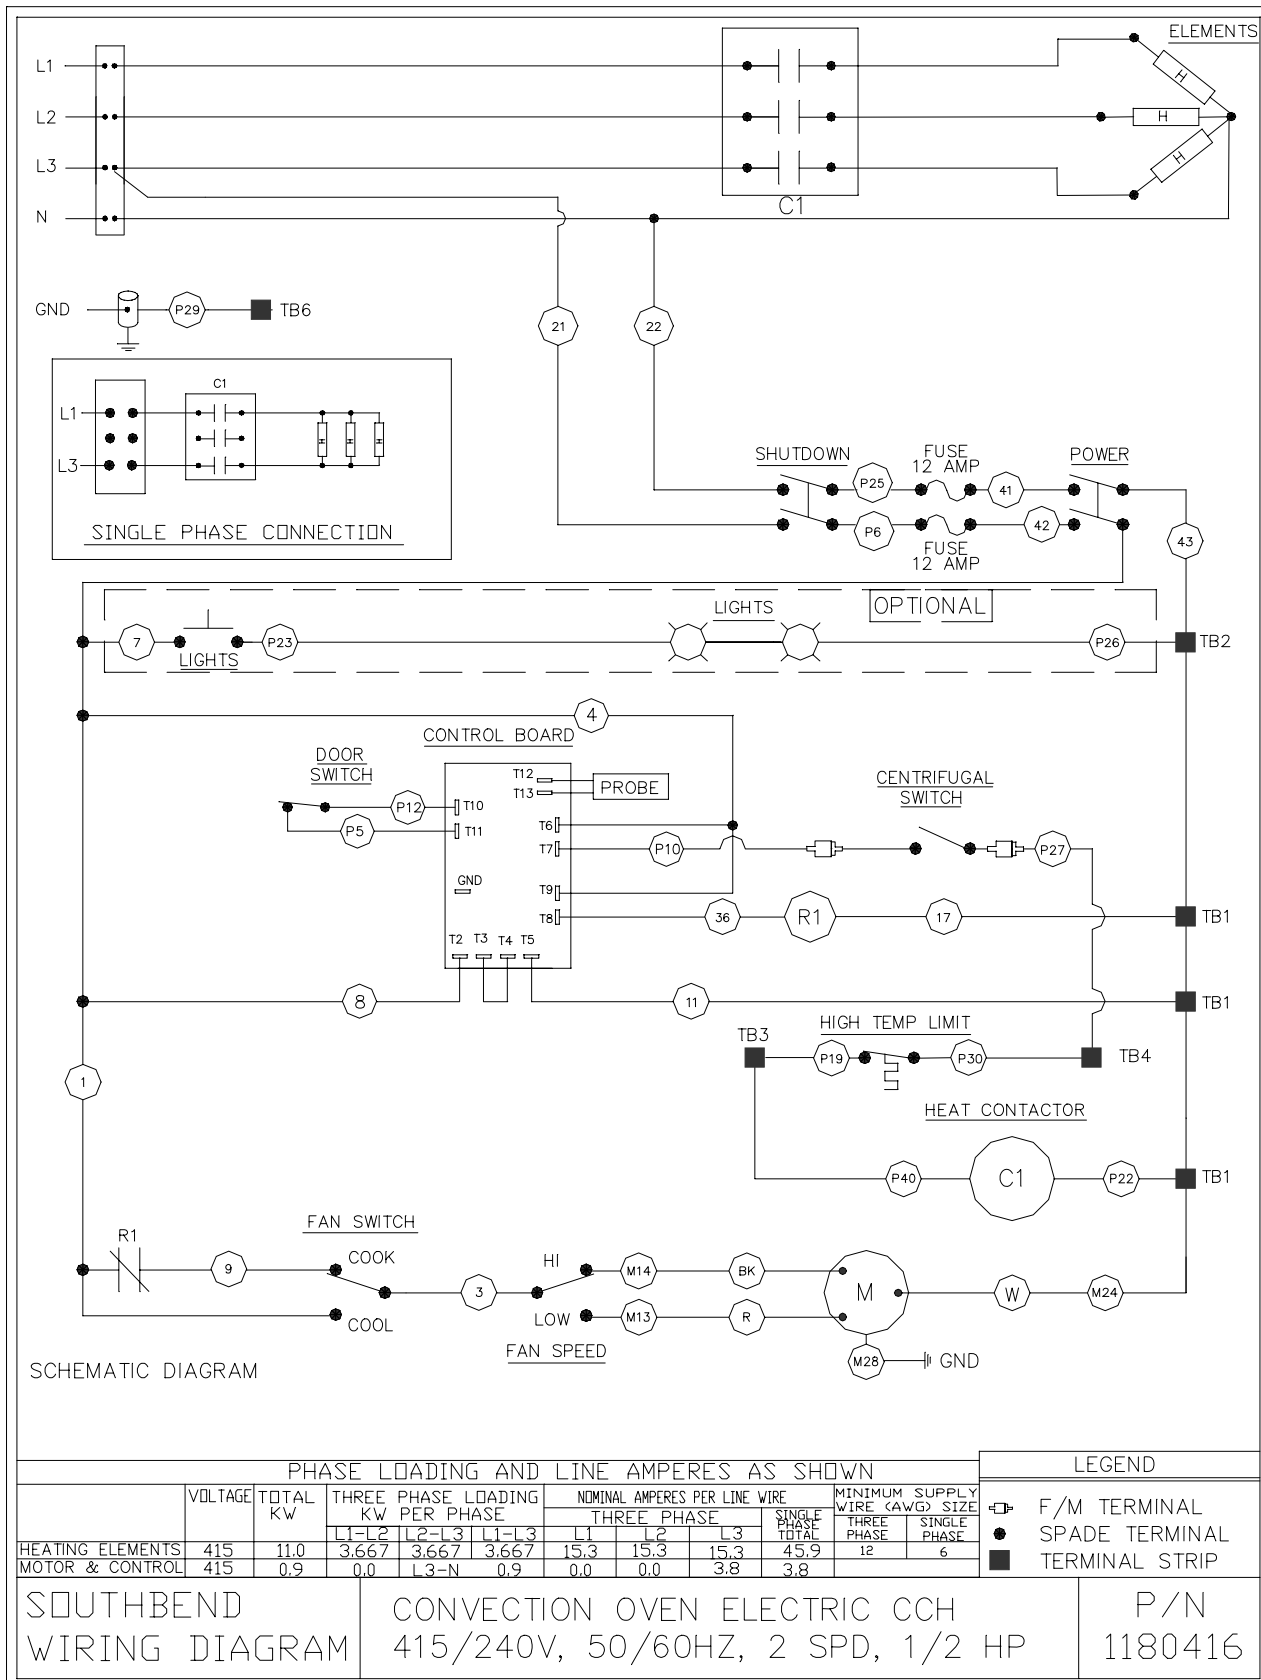 ELEMENTS
L1
H
L2
H
L3
H
C1
N
GND
P29
TB6
21
22
C1
L1
H H H
L3
SINGLE PHASE CONNECTION
SHUTDOWN
FUSE
12 AMP
POWER
P25
41
P6
42
FUSE
12 AMP
43
OPTIONAL
LIGHTS
7
P23
P26
TB2
LIGHTS
4
CONTROL BOARD
DOOR
SWITCH
T12
T13
PROBE
CENTRIFUGAL
SWITCH
P12
T10
P5
T11
T6
T7
P10
P27
GND
T9
T8
36
R1
17
TB1
T2 T3 T4 T5
8
11
TB1
HIGH TEMP LIMIT
TB3
P19
P30
TB4
1
HEAT CONTACTOR
P40
C1
P22
TB1
FAN SWITCH
R1
9
COOK
HI
M14
BK
3
M
W
M24
COOL
LOW
M13
R
FAN SPEED
M28
GND
SCHEMATIC DIAGRAM
PHASE LOADING AND LINE AMPERES AS SHOWN
VOLTAGE
TOTAL
KW
THREE PHASE LOADING
KW PER PHASE
L1-L2 L2-L3 L1-L3
NOMINAL AMPERES PER LINE WIRE
THREE PHASE
L1 L2 L3
SINGLE
PHASE
TOTAL
MINIMUM SUPPLY
WIRE (AWG) SIZE
THREE
PHASE
SINGLE
PHASE
HEATING ELEMENTS 415 11.0 3.667 3.667 3.667 15.3 15.3 15.3 45.9 12 6
MOTOR & CONTROL 415 0.9 0.0 L3-N 0.9 0.0 0.0 3.8 3.8
LEGEND
F/M TERMINAL
SPADE TERMINAL
TERMINAL STRIP
SOUTHBEND
WIRING DIAGRAM
CONVECTION OVEN ELECTRIC CCH
415/240V, 50/60HZ, 2 SPD, 1/2 HP
P/N
1180416